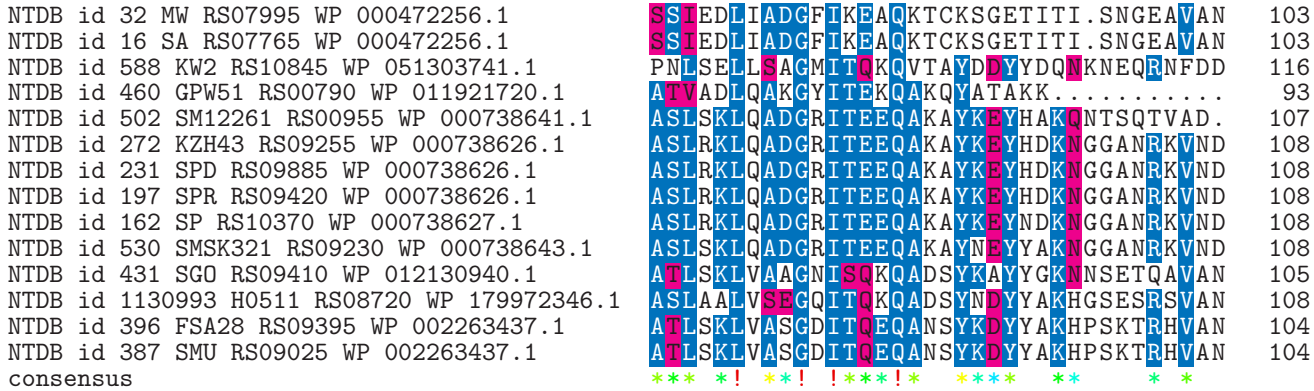 NTDB id 32 MW RS07995 WP 000472256.1 SSIEDLIADGFIKEAQKTCKSGETITI.SNGEAVAN 103
NTDB id 16 SA RS07765 WP 000472256.1 SSIEDLIADGFIKEAQKTCKSGETITI.SNGEAVAN 103
NTDB id 588 KW2 RS10845 WP 051303741.1 PNLSELLSAGMITQKQVTAYDDYYDQNKNEQRNFDD 116
NTDB id 460 GPW51 RS00790 WP 011921720.1 ATVADLQAKGYITEKQAKQYATAKK........... 93
NTDB id 502 SM12261 RS00955 WP 000738641.1 ASLSKLQADGRITEEQAKAYKEYHAKQNTSQTVAD. 107
NTDB id 272 KZH43 RS09255 WP 000738626.1 ASLRKLQADGRITEEQAKAYKEYHDKNGGANRKVND 108
NTDB id 231 SPD RS09885 WP 000738626.1 ASLRKLQADGRITEEQAKAYKEYHDKNGGANRKVND 108
NTDB id 197 SPR RS09420 WP 000738626.1 ASLRKLQADGRITEEQAKAYKEYHDKNGGANRKVND 108
NTDB id 162 SP RS10370 WP 000738627.1 ASLRKLQADGRITEEQAKAYKEYNDKNGGANRKVND 108
NTDB id 530 SMSK321 RS09230 WP 000738643.1 ASLSKLQADGRITEEQAKAYNEYYAKNGGANRKVND 108
NTDB id 431 SGO RS09410 WP 012130940.1 ATLSKLVAAGNISQKQADSYKAYYGKNNSETQAVAN 105
NTDB id 1130993 H0511 RS08720 WP 179972346.1 ASLAALVSEGQITQKQADSYNDYYAKHGSESRSVAN 108
NTDB id 396 FSA28 RS09395 WP 002263437.1 ATLSKLVASGDITQEQANSYKDYYAKHPSKTRHVAN 104
NTDB id 387 SMU RS09025 WP 002263437.1 ATLSKLVASGDITQEQANSYKDYYAKHPSKTRHVAN 104
consensus *** *! **! !***!* **** ** * *